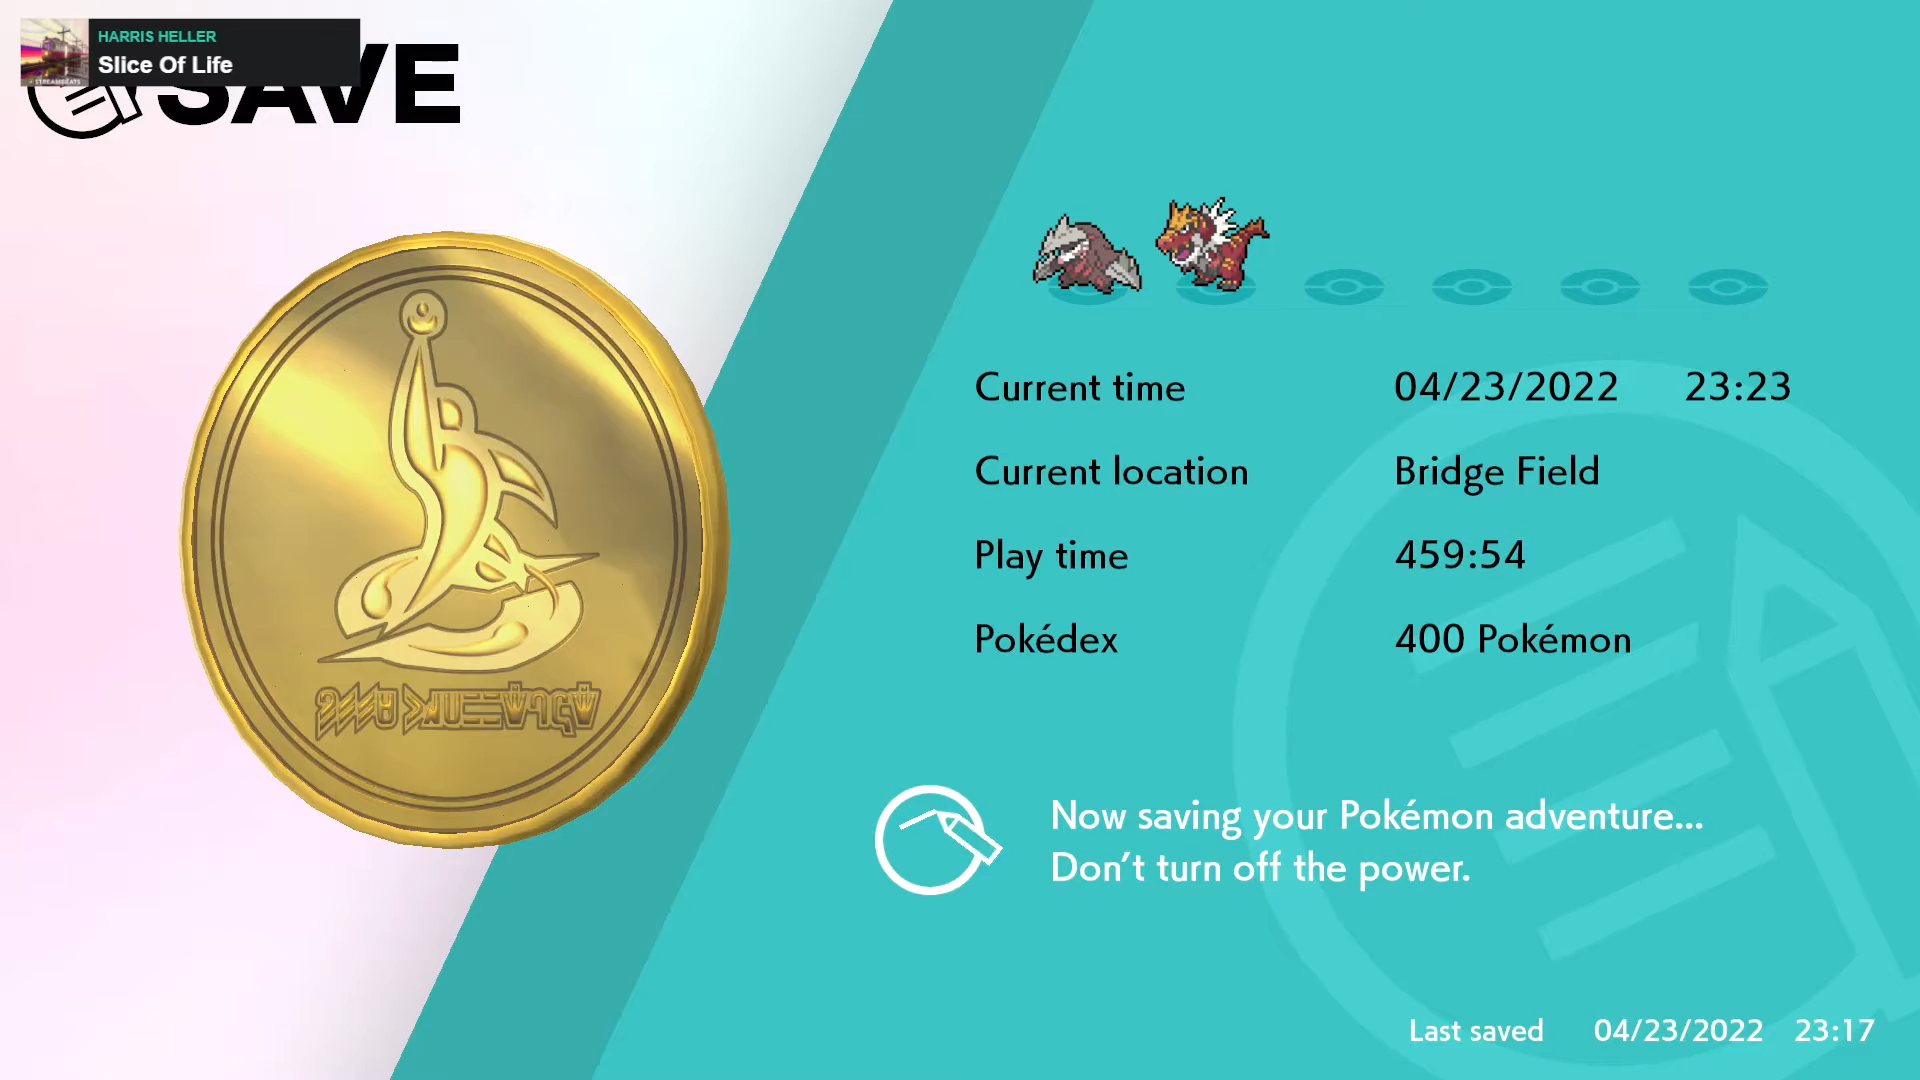 HARRIS HELLER
Slice Of Life
STREAMBEATS
SAVE
Current time 04/23/2022 23:23
Current location Bridge Field
Play time 459:54
Pokédex 400 Pokémon
Now saving your Pokémon adventure...
Don't turn off the power.
Last saved 04/23/2022 23:17